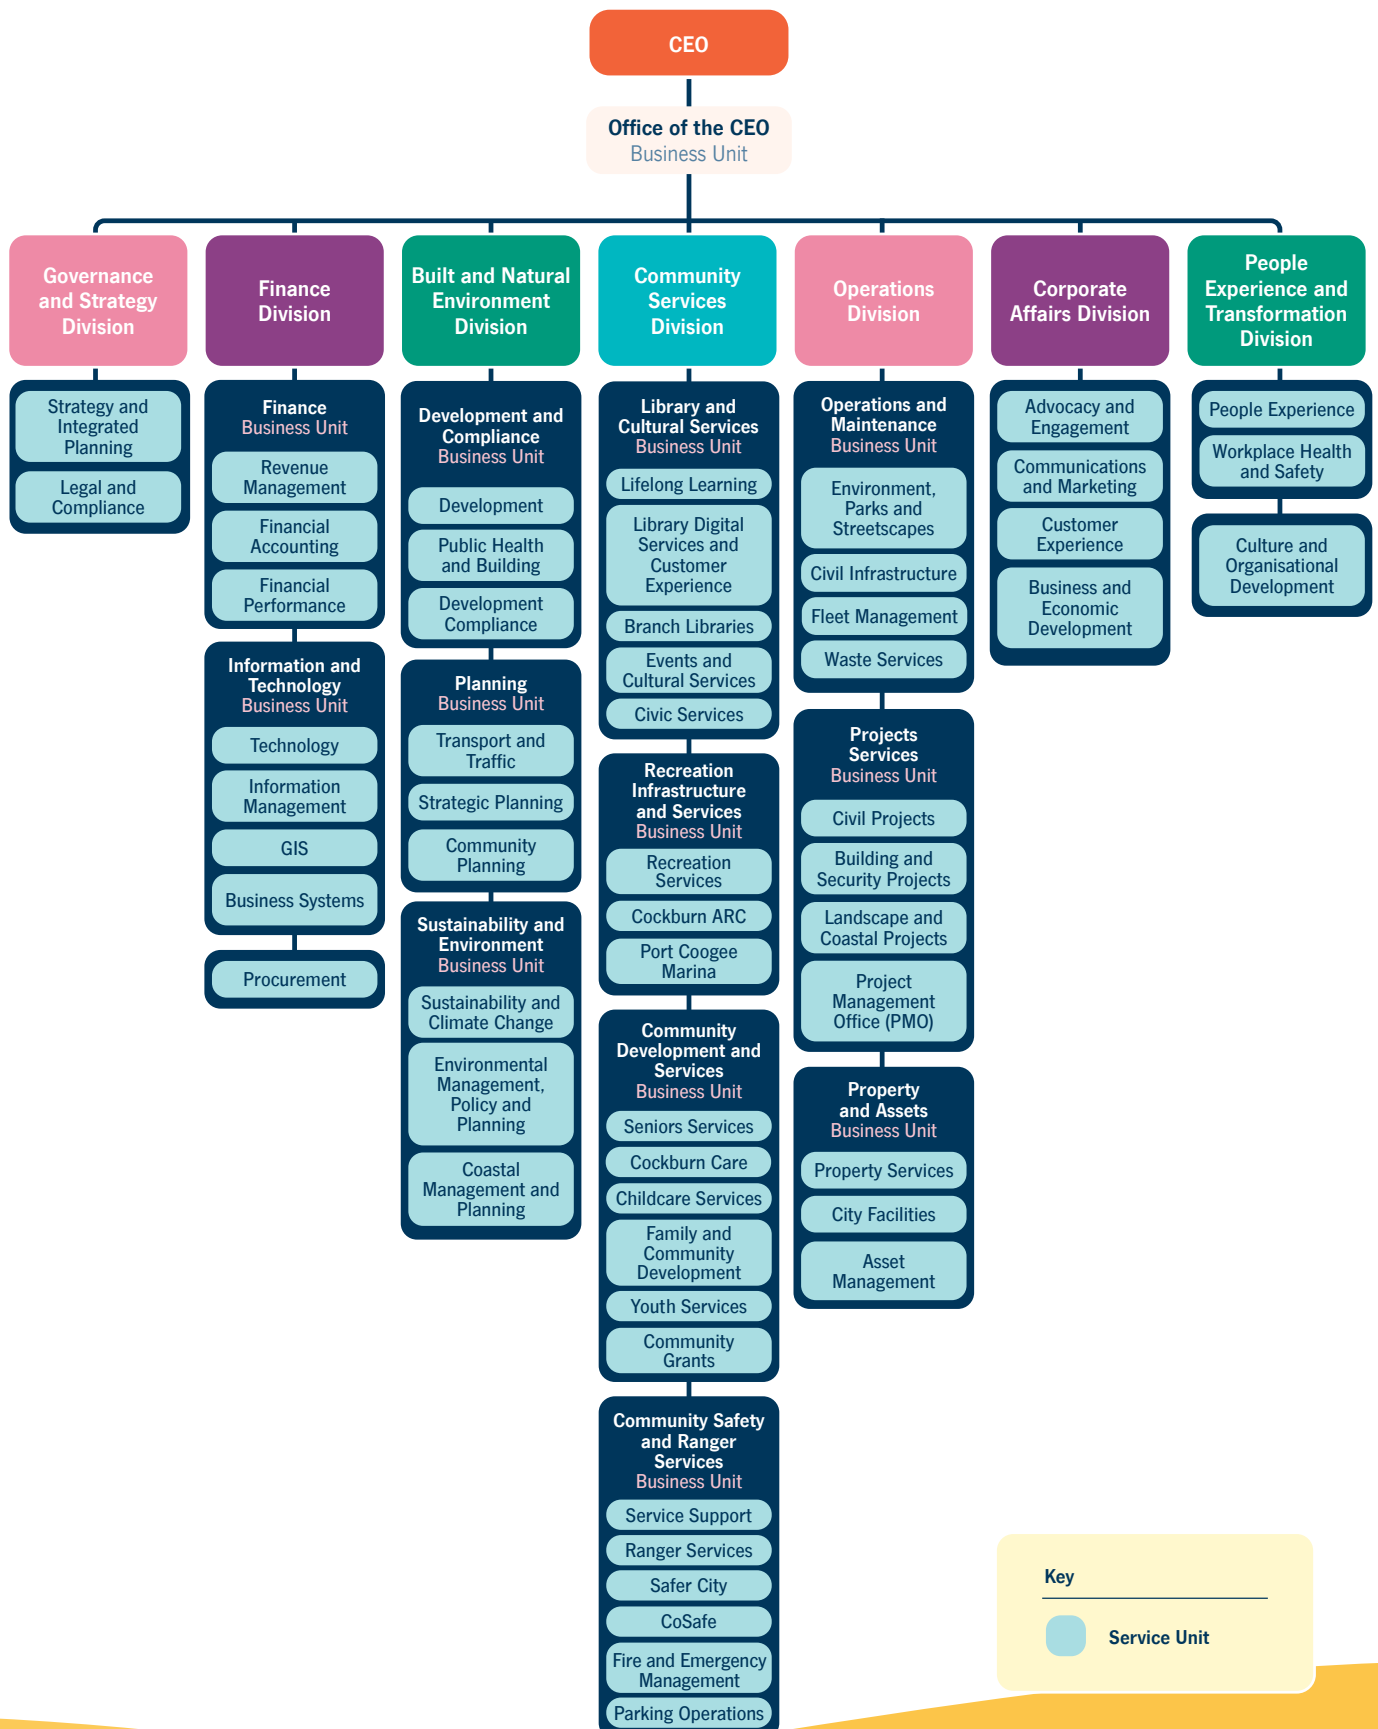 CEO
Office of the CEO
Business Unit
Governance
and Strategy
Division
Strategy and
Integrated
Planning
Legal and
Compliance
Finance
Division
Finance
Business Unit
Revenue
Management
Financial
Accounting
Financial
Performance
Information and
Technology
Business Unit
Technology
Information
Management
GIS
Business Systems
Procurement
Built and Natural
Environment
Division
Development and
Compliance
Business Unit
Development
Public Health
and Building
Development
Compliance
Planning
Business Unit
Transport and
Traffic
Strategic Planning
Community
Planning
Sustainability and
Environment
Business Unit
Sustainability and
Climate Change
Environmental
Management,
Policy and
Planning
Coastal
Management and
Planning
Community
Services
Division
Library and
Cultural Services
Business Unit
Lifelong Learning
Library Digital
Services and
Customer
Experience
Branch Libraries
Events and
Cultural Services
Civic Services
Recreation
Infrastructure
and Services
Business Unit
Recreation
Services
Cockburn ARC
Port Coogee
Marina
Community
Development and
Services
Business Unit
Seniors Services
Cockburn Care
Childcare Services
Family and
Community
Development
Youth Services
Community
Grants
Community Safety
and Ranger
Services
Business Unit
Service Support
Ranger Services
Safer City
CoSafe
Fire and Emergency
Management
Parking Operations
Operations
Division
Operations and
Maintenance
Business Unit
Environment,
Parks and
Streetscapes
Civil Infrastructure
Fleet Management
Waste Services
Projects
Services
Business Unit
Civil Projects
Building and
Security Projects
Landscape and
Coastal Projects
Project
Management
Office (PMO)
Property
and Assets
Business Unit
Property Services
City Facilities
Asset
Management
Corporate
Affairs Division
Advocacy and
Engagement
Communications
and Marketing
Customer
Experience
Business and
Economic
Development
People
Experience and
Transformation
Division
People Experience
Workplace Health
and Safety
Culture and
Organisational
Development
Key
Service Unit